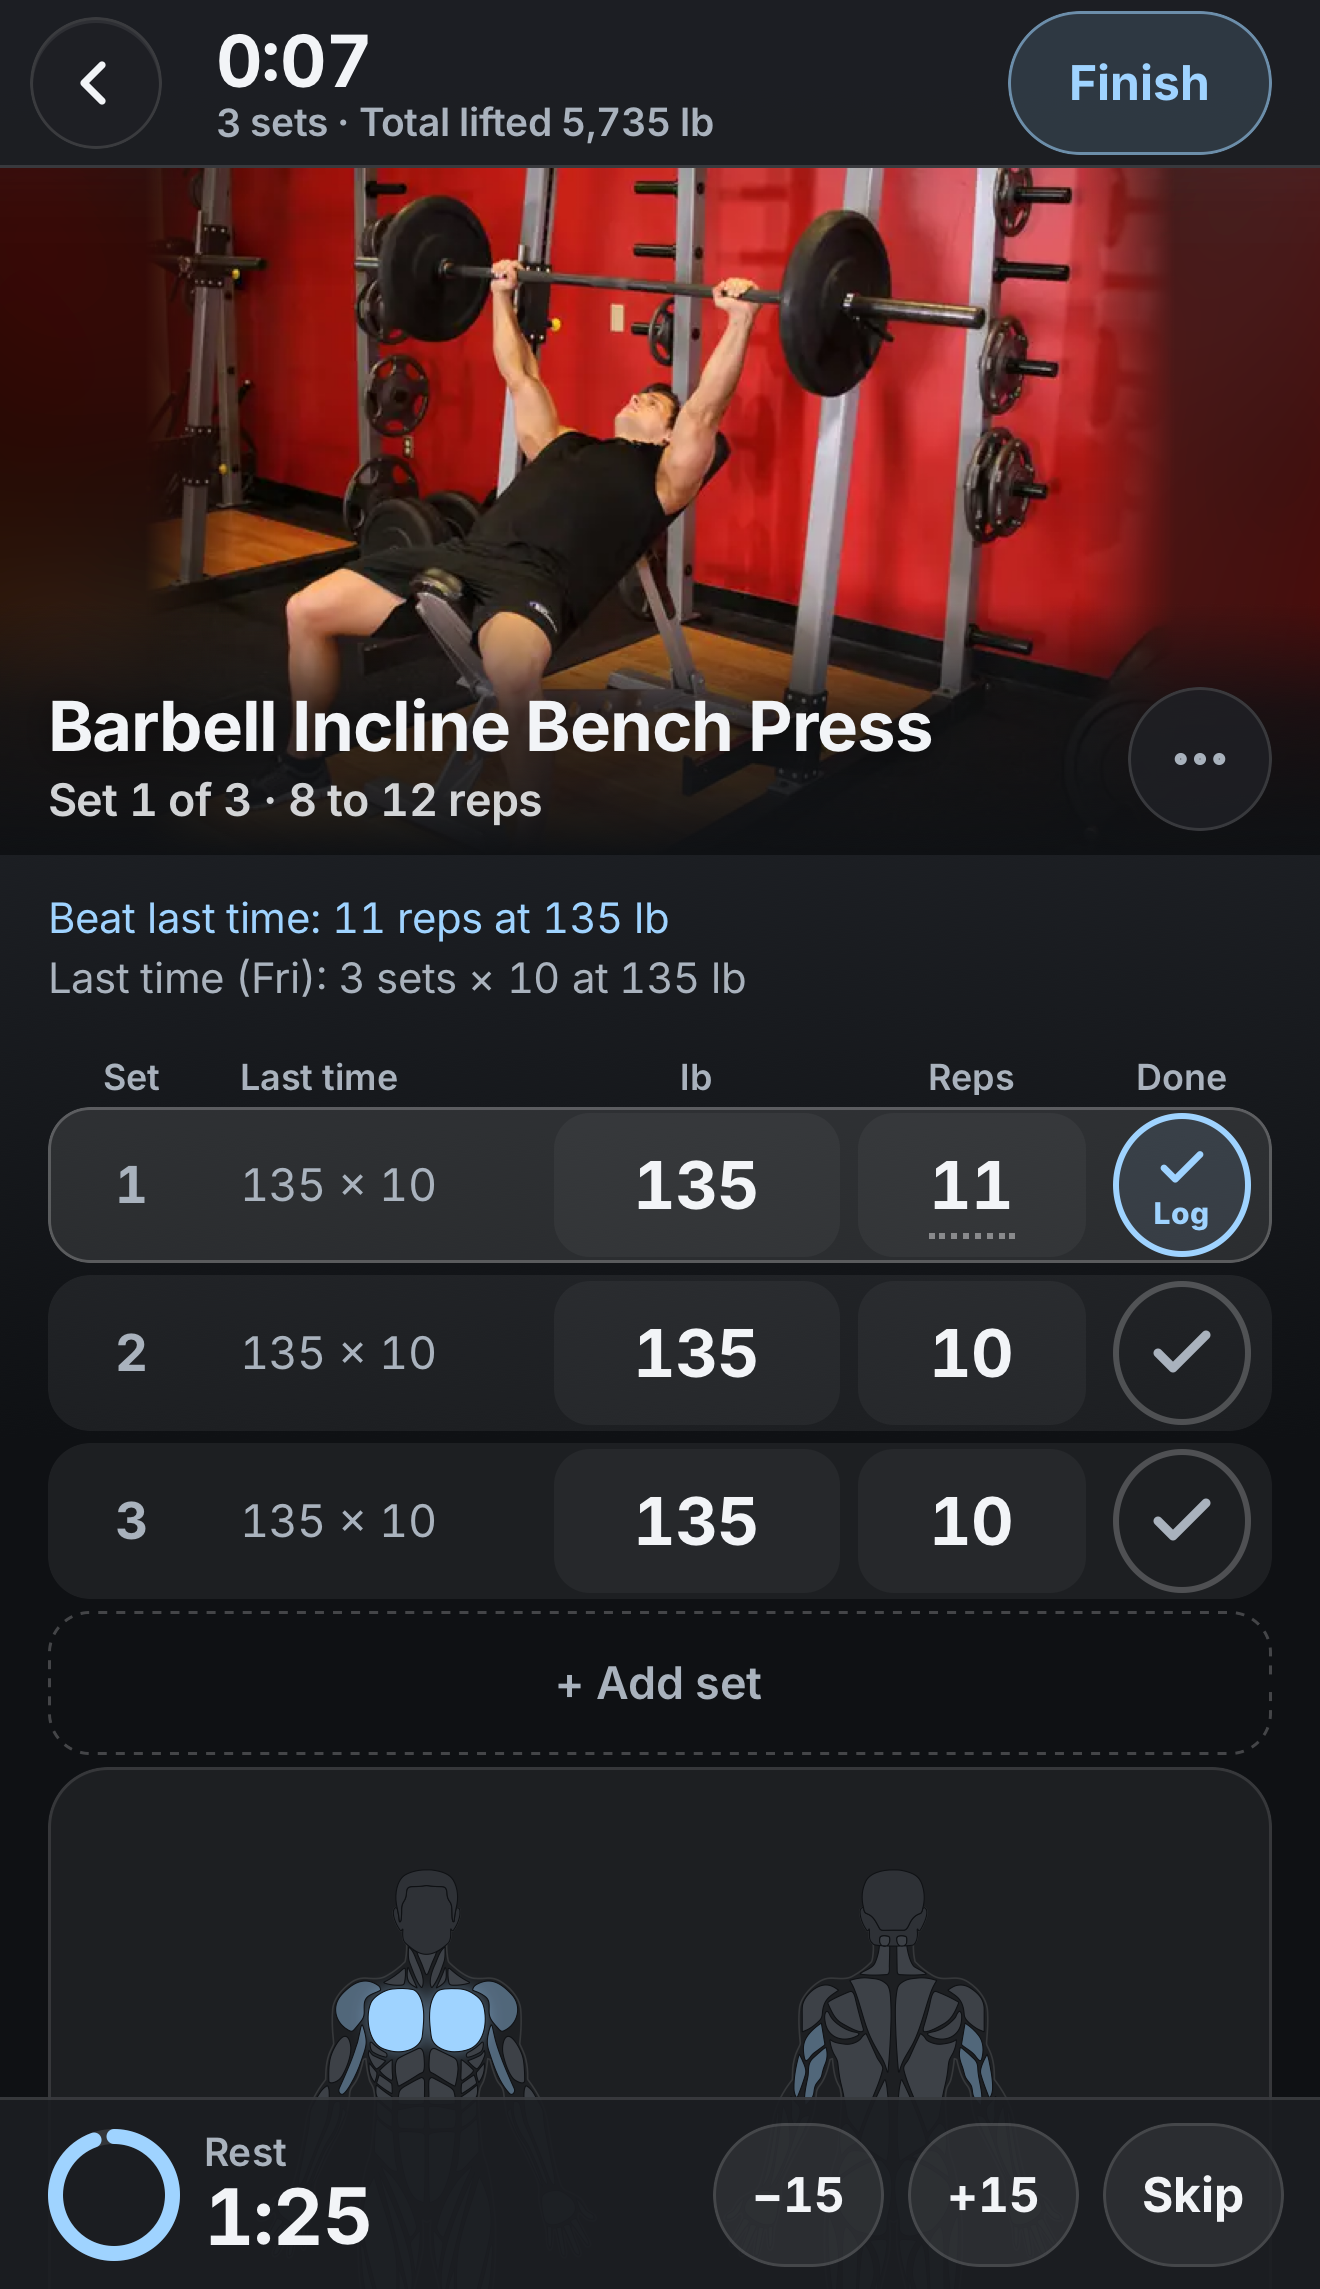 0:07
3 sets · Total lifted 5,735 lb
Finish
Barbell Incline Bench Press
Set 1 of 3 · 8 to 12 reps
Beat last time: 11 reps at 135 lb
Last time (Fri): 3 sets × 10 at 135 lb
Set Last time lb Reps Done
1 135 × 10 135 11 Log
2 135 × 10 135 10
3 135 × 10 135 10
+ Add set
Rest
1:25
−15 +15 Skip